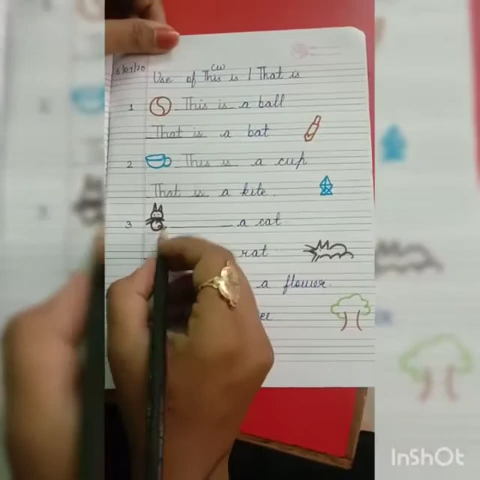 CW
Use of This is / That is
1 This is a ball
That is a bat
2 This is a cup
That is a kite.
3 a cat
rat
a flower.
InShOt